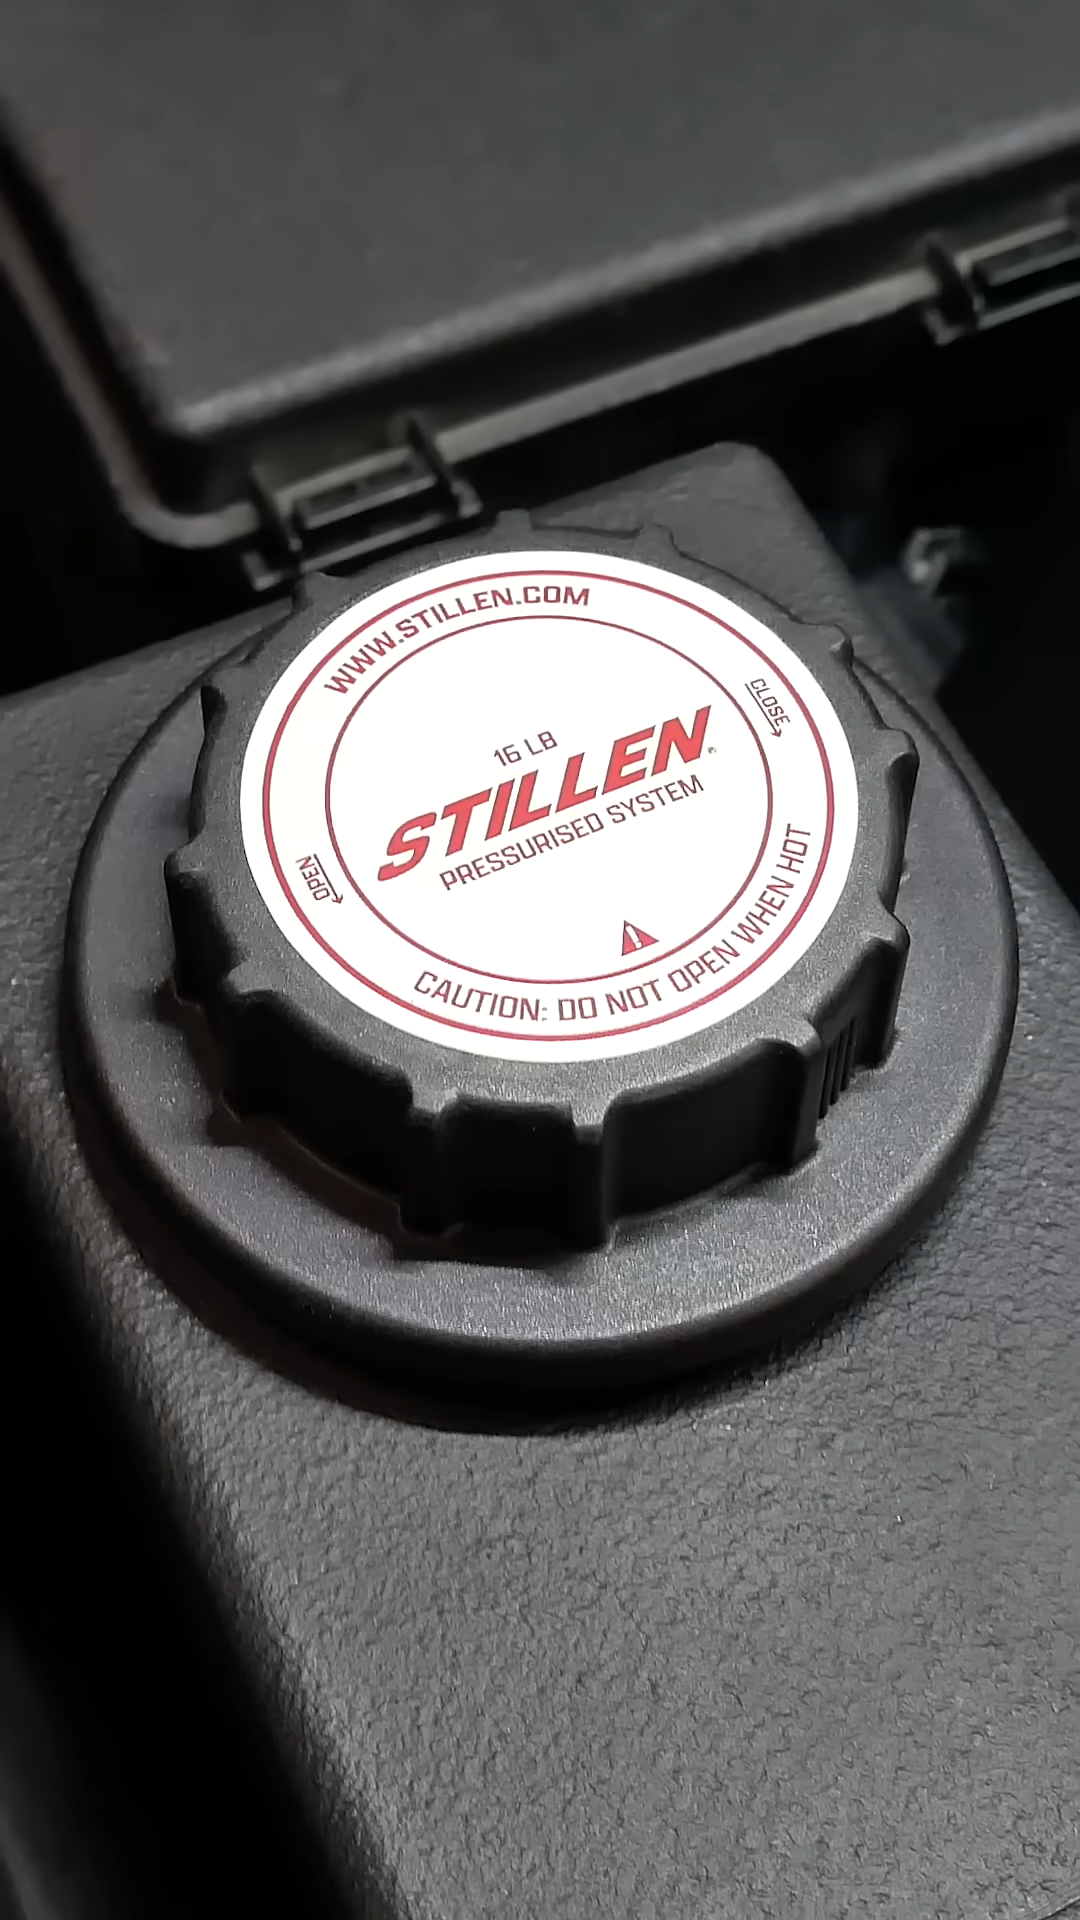 WWW.STILLEN.COM
CLOSE
16 LB
STILLEN
PRESSURISED SYSTEM
OPEN
CAUTION: DO NOT OPEN WHEN HOT